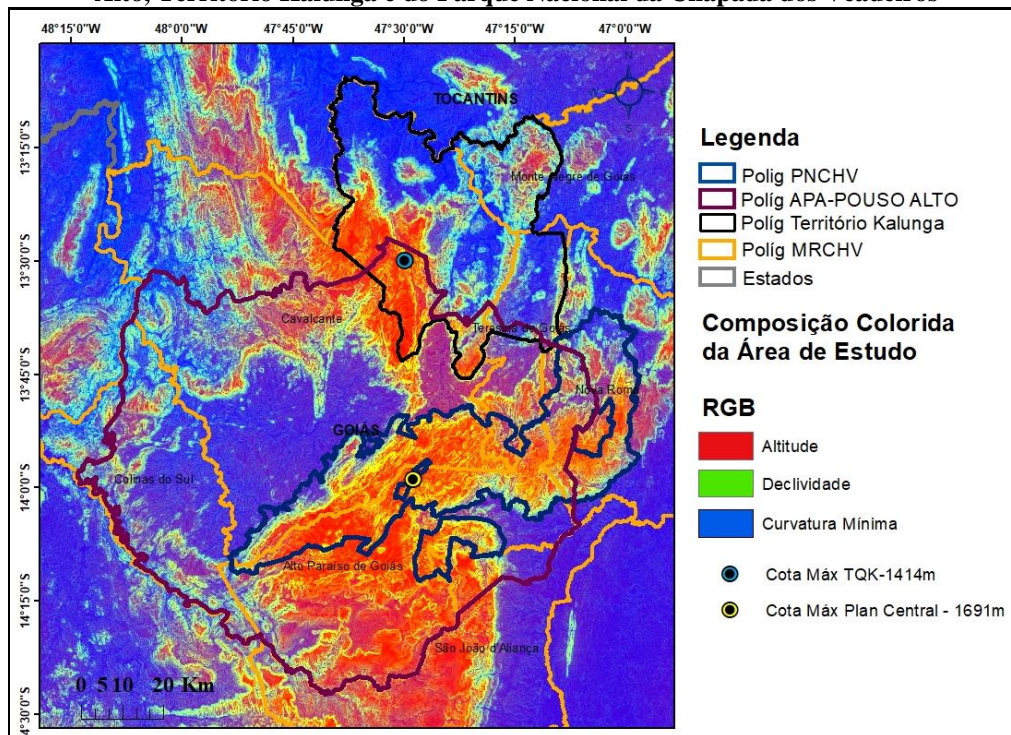 Alto, Território Kalunga e do Parque Nacional da Chapada dos Veadeiros
48°15'0"O 48°0'0"O 47°45'0"O 47°30'0"O 47°15'0"O 47°0'0"O
13°15'0"S
13°30'0"S
13°45'0"S
14°0'0"S
14°15'0"S
4°30'0"S
N
S
TOCANTINS
Monte Alegre de Goiás
Cavalcante
Teresina de Goiás
Nova Roma
GOIÁS
Colinas do Sul
Alto Paraíso de Goiás
São João d'Aliança
0 5 10 20 Km
Legenda
Polig PNCHV
Políg APA-POUSO ALTO
Políg Território Kalunga
Políg MRCHV
Estados
Composição Colorida
da Área de Estudo
RGB
Altitude
Declividade
Curvatura Mínima
Cota Máx TQK-1414m
Cota Máx Plan Central - 1691m